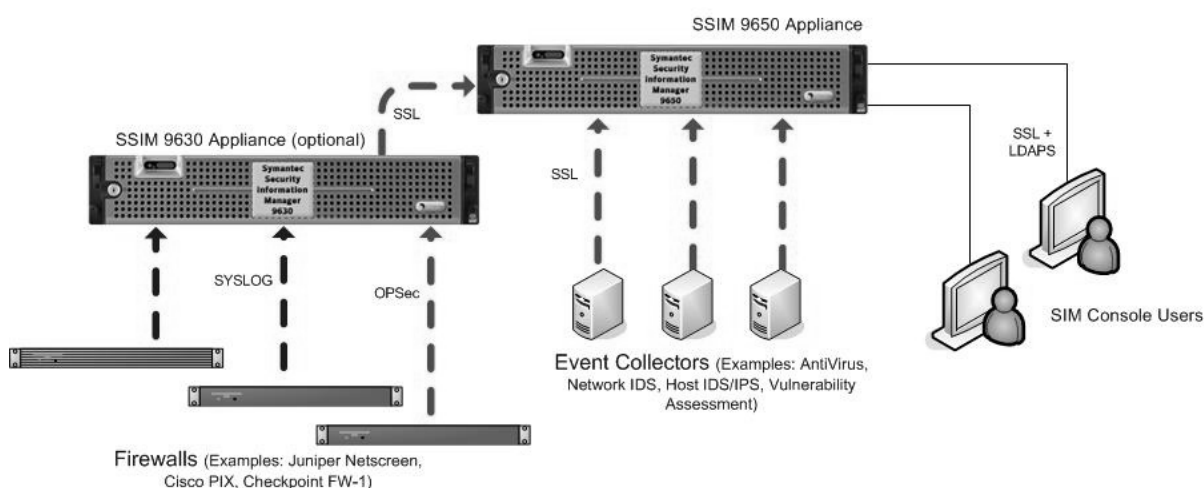 SSIM 9650 Appliance
Symantec
Security
Information
Manager
9650
SSL
SSIM 9630 Appliance (optional)
Symantec
Security
Information
Manager
9630
SSL
SSL +
LDAPS
SYSLOG
OPSec
SIM Console Users
Event Collectors (Examples: AntiVirus,
Network IDS, Host IDS/IPS, Vulnerability
Assessment)
Firewalls (Examples: Juniper Netscreen,
Cisco PIX, Checkpoint FW-1)